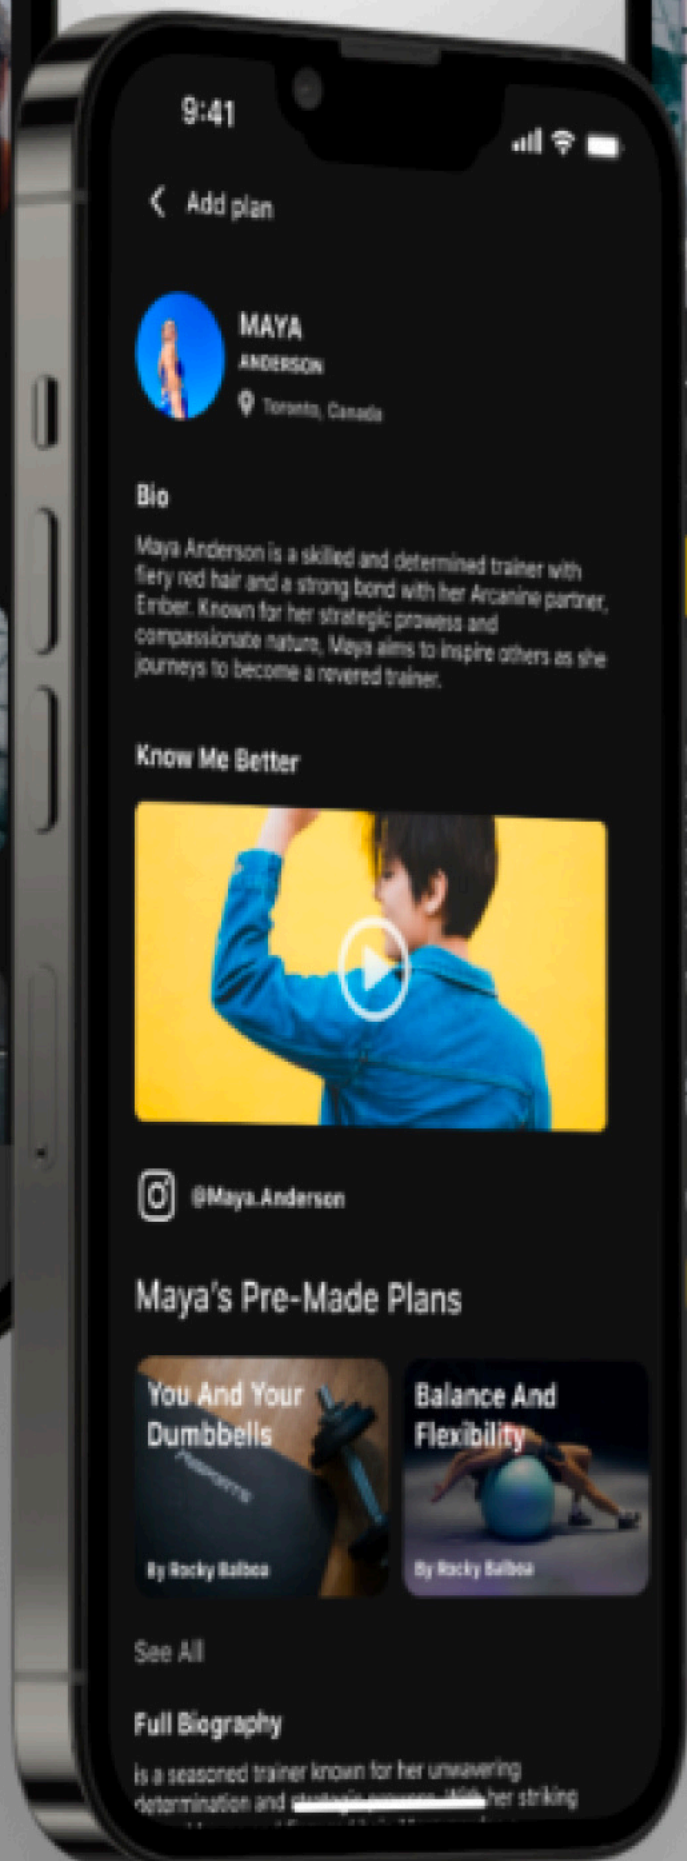 9:41
Add plan
MAYA
ANDERSON
Toronto, Canada
Bio
Maya Anderson is a skilled and determined trainer with
fiery red hair and a strong bond with her Arcanine partner,
Ember. Known for her strategic prowess and
compassionate nature, Maya aims to inspire others as she
journeys to become a revered trainer.
Know Me Better
@Maya.Anderson
Maya's Pre-Made Plans
You And Your
Dumbbells
By Rocky Balboa
Balance And
Flexibility
By Rocky Balboa
See All
Full Biography
is a seasoned trainer known for her unwavering
determination and strategic prowess. With her striking